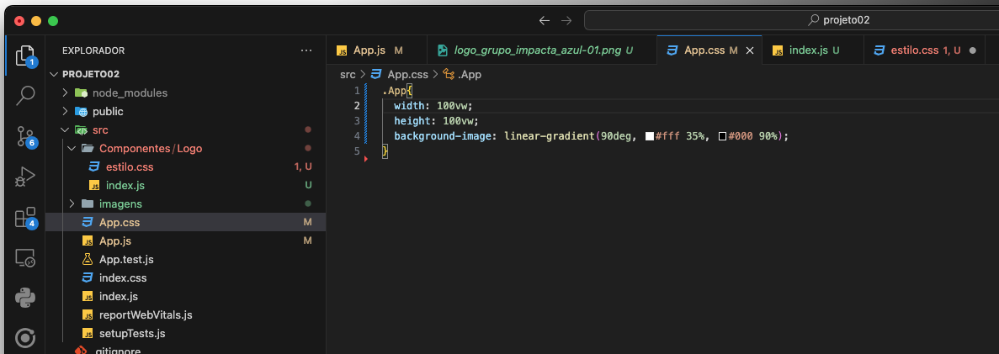 projeto02
EXPLORADOR
App.js M
logo_grupo_impacta_azul-01.png U
App.css M
index.js U
estilo.css 1, U
PROJETO02
node_modules
public
src
Componentes / Logo
estilo.css 1, U
index.js U
imagens
App.css M
App.js M
App.test.js
index.css
index.js
reportWebVitals.js
setupTests.js
.gitignore
1
6
4
src > App.css > .App
1 .App{
2 width: 100vw;
3 height: 100vw;
4 background-image: linear-gradient(90deg, #fff 35%, #000 90%);
5 }